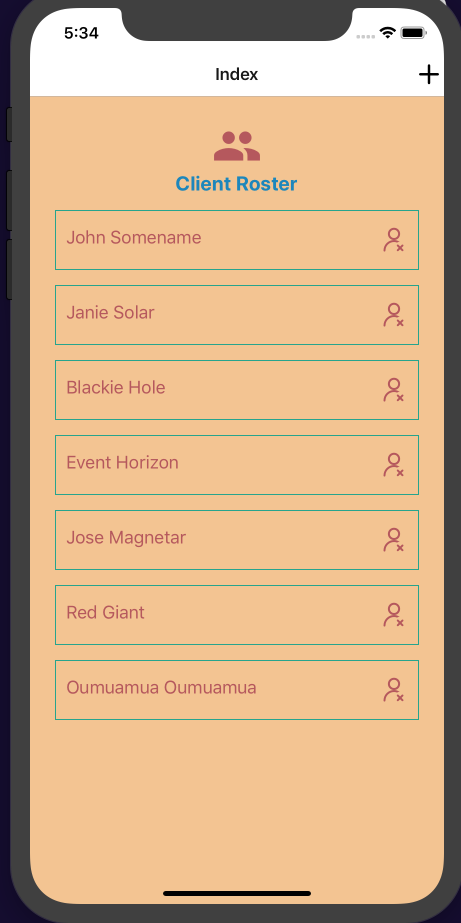 5:34
Index
Client Roster
John Somename
Janie Solar
Blackie Hole
Event Horizon
Jose Magnetar
Red Giant
Oumuamua Oumuamua